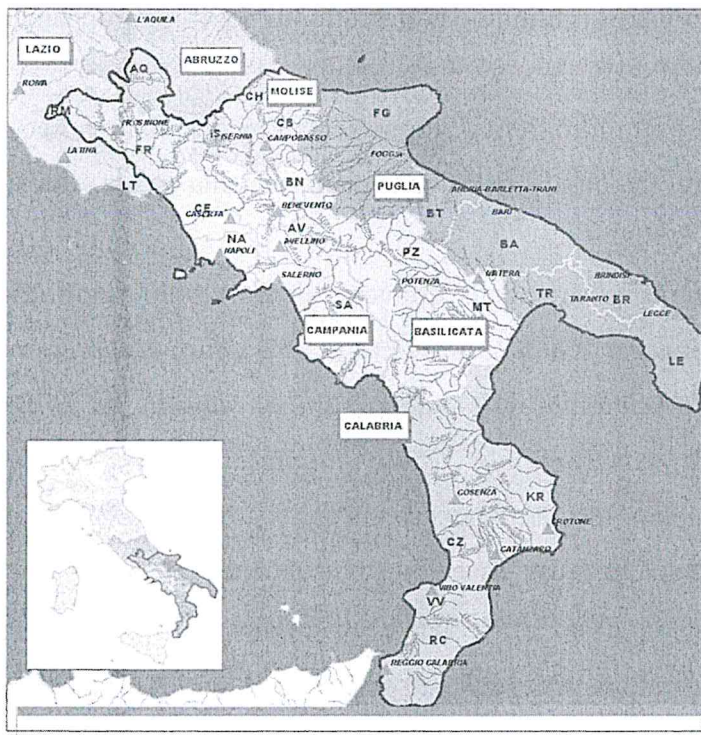 L'AQUILA
LAZIO
ABRUZZO
AQ
ROMA
MOLISE
CH
RM
FROSINONE
CB
FG
IS
ISERNIA
CAMPOBASSO
FR
LATINA
FOGGIA
LT
BN
PUGLIA
ANDRIA-BARLETTA-TRANI
CE
CASERTA
BENEVENTO
BT
BARI
AV
NA
AVELLINO
PZ
BA
NAPOLI
SALERNO
POTENZA
MATERA
BRINDISI
SA
MT
TR
TARANTO
BR
LECCE
CAMPANIA
BASILICATA
LE
CALABRIA
COSENZA
KR
CROTONE
CZ
CATANZARO
VIBO VALENTIA
VV
RC
REGGIO CALABRIA